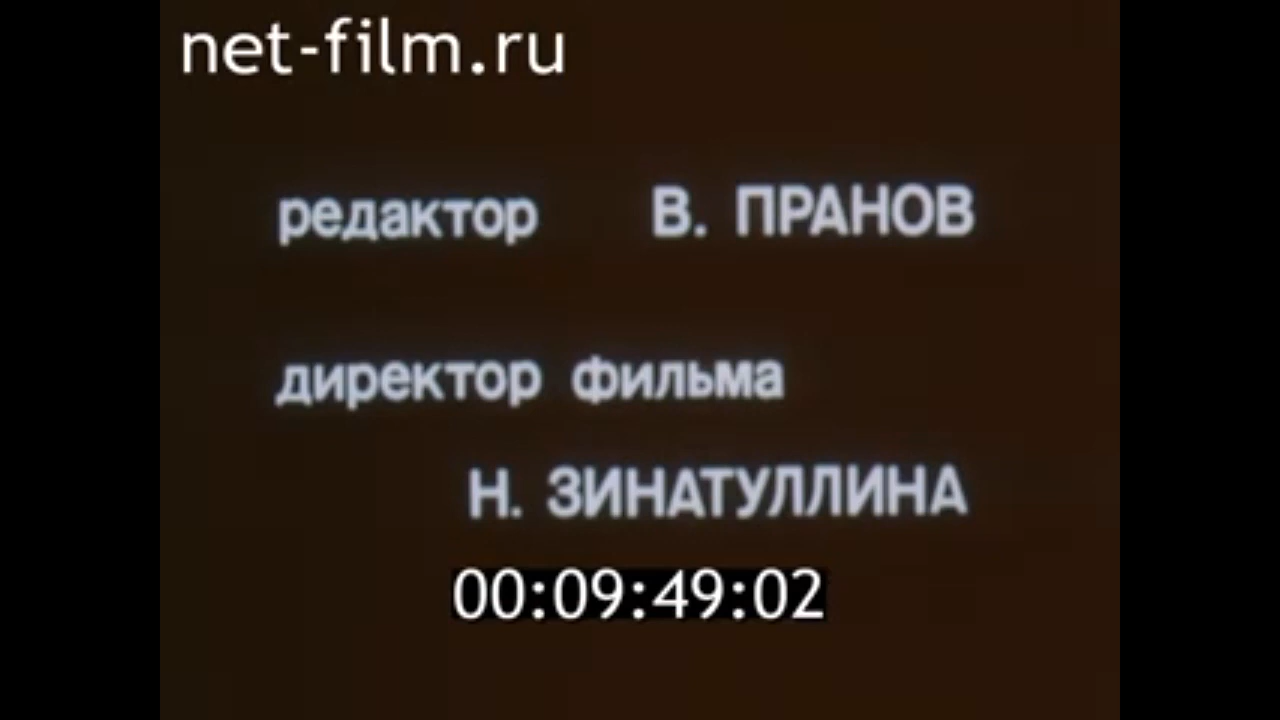 net-film.ru
редактор В. ПРАНОВ
директор фильма
Н. ЗИНАТУЛЛИНА
00:09:49:02